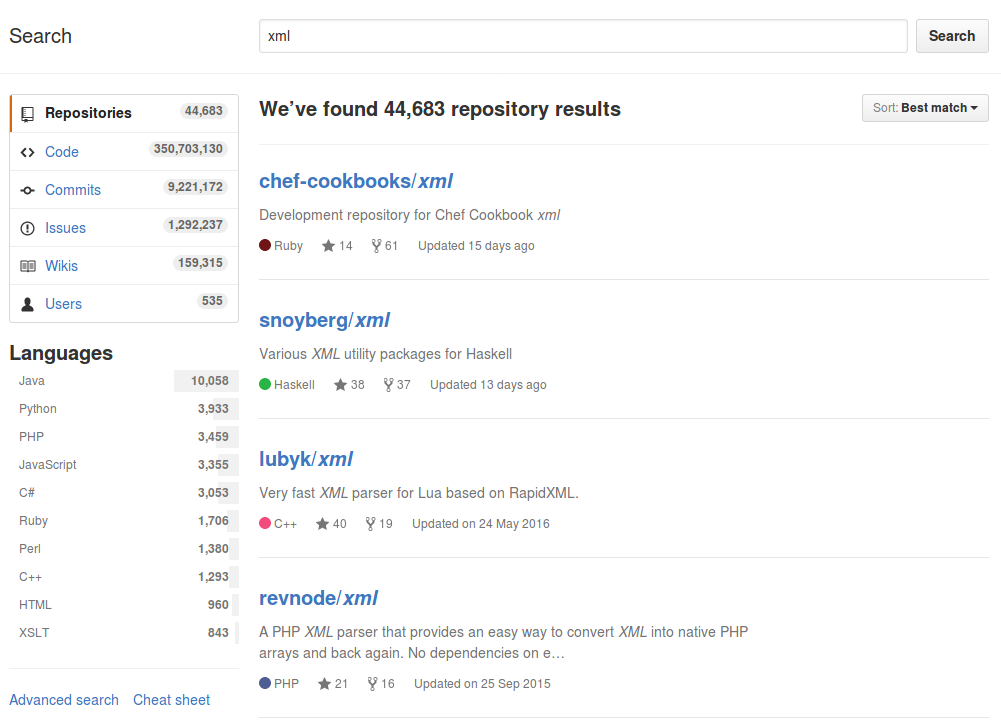 Search
xml
Search
Repositories 44,683
Code 350,703,130
Commits 9,221,172
Issues 1,292,237
Wikis 159,315
Users 535
Languages
Java 10,058
Python 3,933
PHP 3,459
JavaScript 3,355
C# 3,053
Ruby 1,706
Perl 1,380
C++ 1,293
HTML 960
XSLT 843
Advanced search Cheat sheet
We’ve found 44,683 repository results
Sort: Best match
chef-cookbooks/xml
Development repository for Chef Cookbook xml
Ruby 14 61 Updated 15 days ago
snoyberg/xml
Various XML utility packages for Haskell
Haskell 38 37 Updated 13 days ago
lubyk/xml
Very fast XML parser for Lua based on RapidXML.
C++ 40 19 Updated on 24 May 2016
revnode/xml
A PHP XML parser that provides an easy way to convert XML into native PHP
arrays and back again. No dependencies on e…
PHP 21 16 Updated on 25 Sep 2015